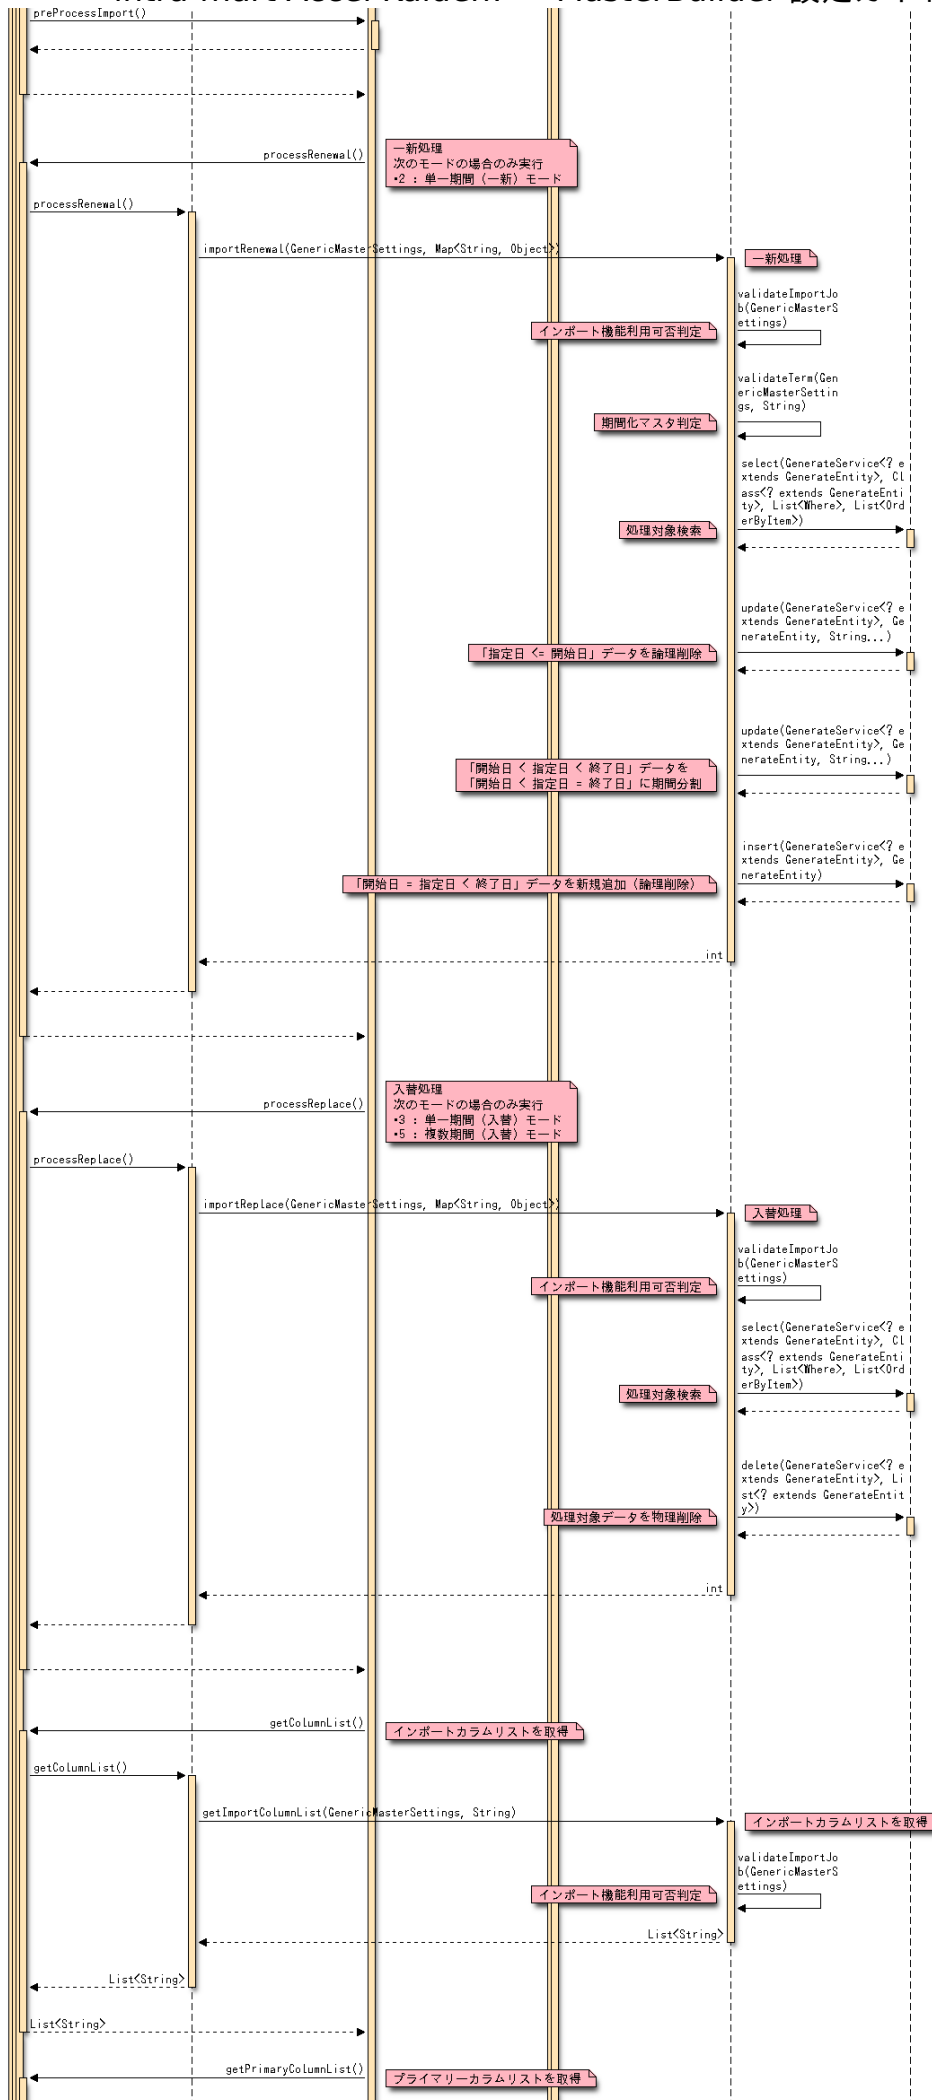 preProcessImport()
processRenewal()
一新処理
次のモードの場合のみ実行
・2 : 単一期間（一新）モード
processRenewal()
importRenewal(GenericMasterSettings, Map<String, Object>)
一新処理
validateImportJo
b(GenericMasterS
ettings)
インポート機能利用可否判定
validateTerm(Gen
ericMasterSettin
gs, String)
期間化マスタ判定
select(GenerateService<? e
xtends GenerateEntity>, Cl
ass<? extends GenerateEnti
ty>, List<Where>, List<Ord
erByItem>)
処理対象検索
update(GenerateService<? e
xtends GenerateEntity>, Ge
nerateEntity, String...)
「指定日 <= 開始日」データを論理削除
update(GenerateService<? e
xtends GenerateEntity>, Ge
nerateEntity, String...)
「開始日 < 指定日 < 終了日」データを
「開始日 < 指定日 = 終了日」に期間分割
insert(GenerateService<? e
xtends GenerateEntity>, Ge
nerateEntity)
「開始日 = 指定日 < 終了日」データを新規追加（論理削除）
int
processReplace()
入替処理
次のモードの場合のみ実行
・3 : 単一期間（入替）モード
・5 : 複数期間（入替）モード
processReplace()
importReplace(GenericMasterSettings, Map<String, Object>)
入替処理
validateImportJo
b(GenericMasterS
ettings)
インポート機能利用可否判定
select(GenerateService<? e
xtends GenerateEntity>, Cl
ass<? extends GenerateEnti
ty>, List<Where>, List<Ord
erByItem>)
処理対象検索
delete(GenerateService<? e
xtends GenerateEntity>, Li
st<? extends GenerateEntit
y>)
処理対象データを物理削除
int
getColumnList()
インポートカラムリストを取得
getColumnList()
getImportColumnList(GenericMasterSettings, String)
インポートカラムリストを取得
validateImportJo
b(GenericMasterS
ettings)
インポート機能利用可否判定
List<String>
List<String>
List<String>
getPrimaryColumnList()
プライマリーカラムリストを取得